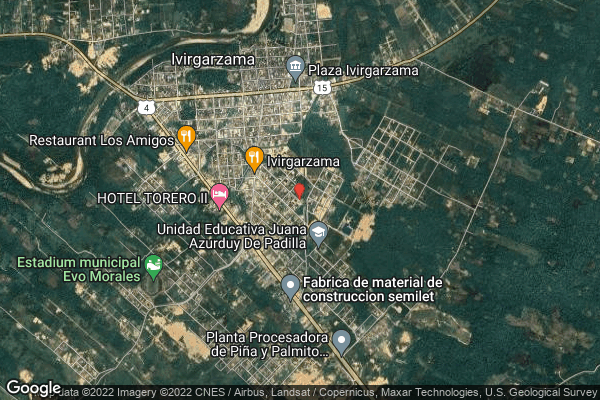 Ivirgarzama
Plaza Ivirgarzama
15
4
Restaurant Los Amigos
Ivirgarzama
HOTEL TORERO II
Unidad Educativa Juana
Azúrduy De Padilla
Estadium municipal
Evo Morales
Fabrica de material de
construccion semilet
Planta Procesadora
de Piña y Palmito...
Google
data ©2022 Imagery ©2022 CNES / Airbus, Landsat / Copernicus, Maxar Technologies, U.S. Geological Survey